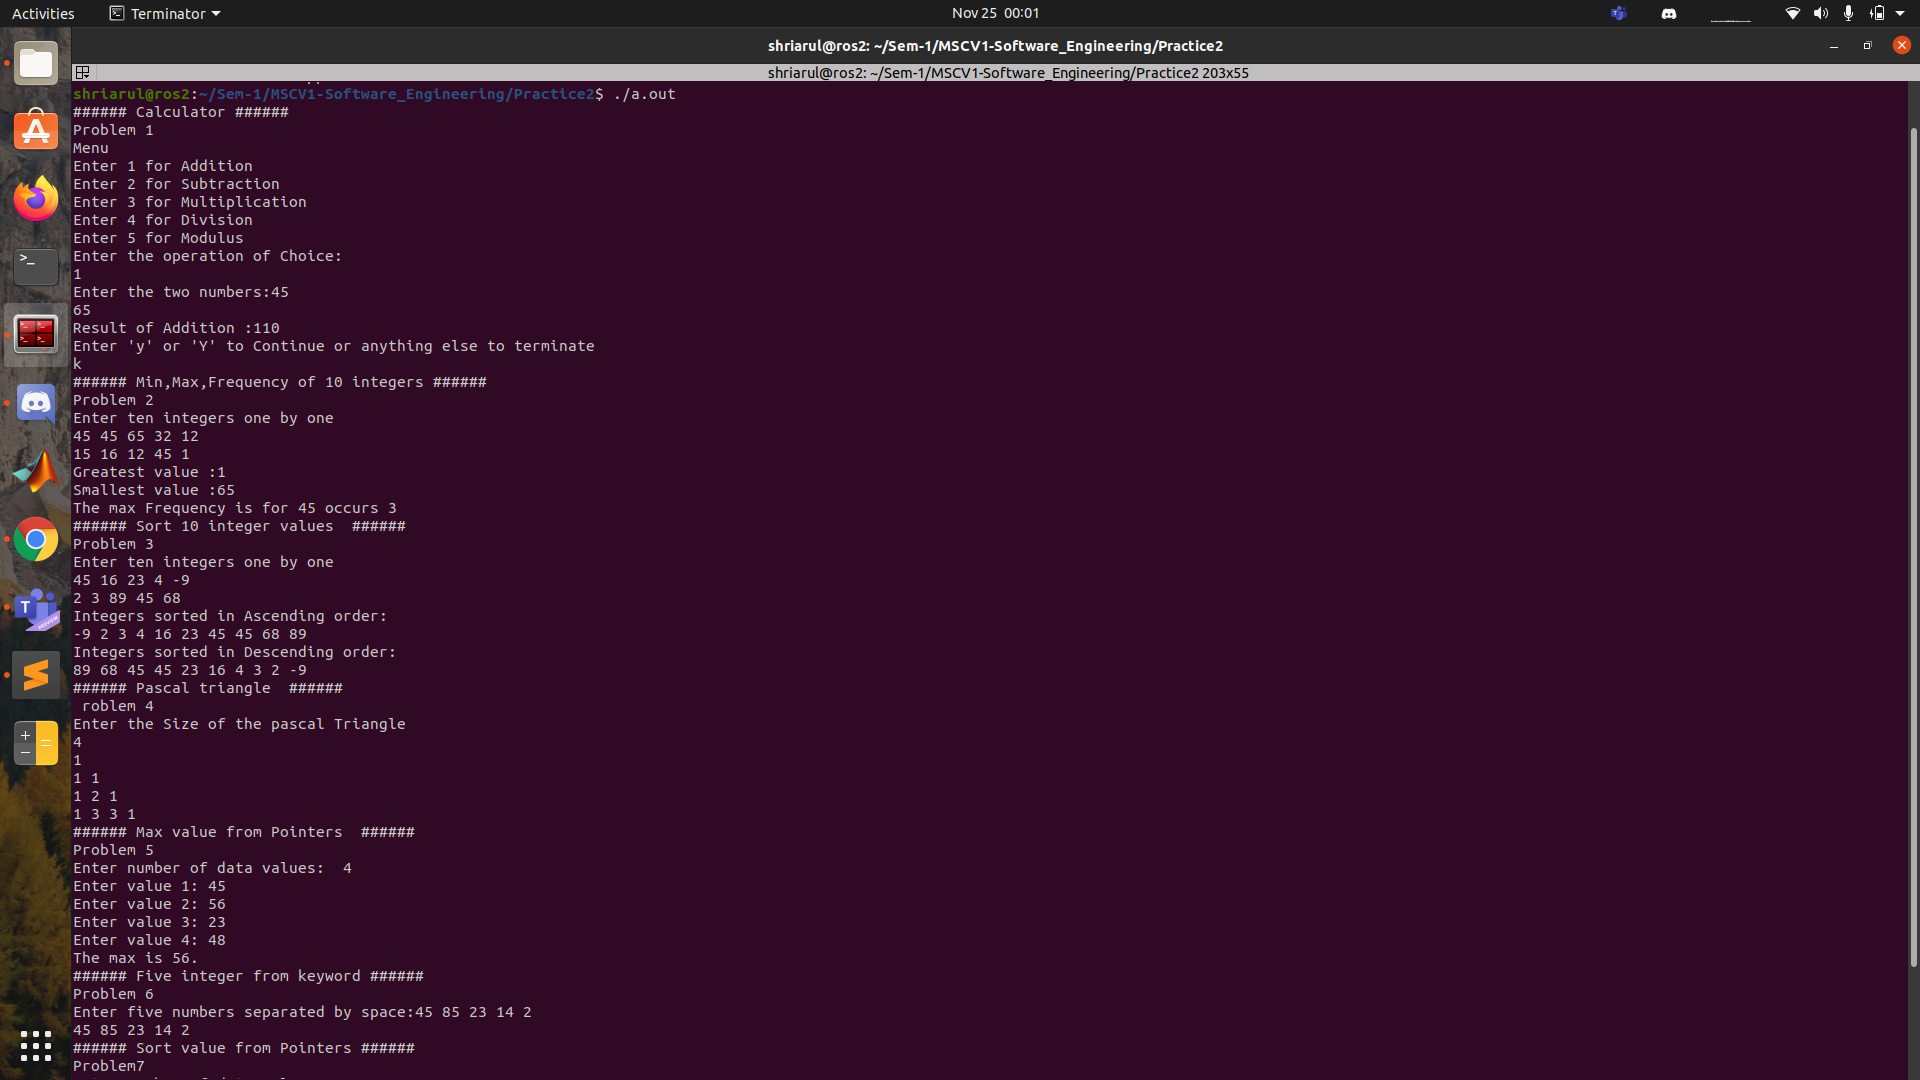 Activities
Terminator
Nov 25 00:01
shriarul@ros2: ~/Sem-1/MSCV1-Software_Engineering/Practice2
shriarul@ros2: ~/Sem-1/MSCV1-Software_Engineering/Practice2 203x55
shriarul@ros2:~/Sem-1/MSCV1-Software_Engineering/Practice2$ ./a.out
###### Calculator ######
Problem 1
Menu
Enter 1 for Addition
Enter 2 for Subtraction
Enter 3 for Multiplication
Enter 4 for Division
Enter 5 for Modulus
Enter the operation of Choice:
1
Enter the two numbers:45
65
Result of Addition :110
Enter 'y' or 'Y' to Continue or anything else to terminate
k
###### Min,Max,Frequency of 10 integers ######
Problem 2
Enter ten integers one by one
45 45 65 32 12
15 16 12 45 1
Greatest value :1
Smallest value :65
The max Frequency is for 45 occurs 3
###### Sort 10 integer values  ######
Problem 3
Enter ten integers one by one
45 16 23 4 -9
2 3 89 45 68
Integers sorted in Ascending order:
-9 2 3 4 16 23 45 45 68 89
Integers sorted in Descending order:
89 68 45 45 23 16 4 3 2 -9
###### Pascal triangle  ######
 roblem 4
Enter the Size of the pascal Triangle
4
1
1 1
1 2 1
1 3 3 1
###### Max value from Pointers  ######
Problem 5
Enter number of data values:  4
Enter value 1: 45
Enter value 2: 56
Enter value 3: 23
Enter value 4: 48
The max is 56.
###### Five integer from keyword ######
Problem 6
Enter five numbers separated by space:45 85 23 14 2
45 85 23 14 2
###### Sort value from Pointers ######
Problem7